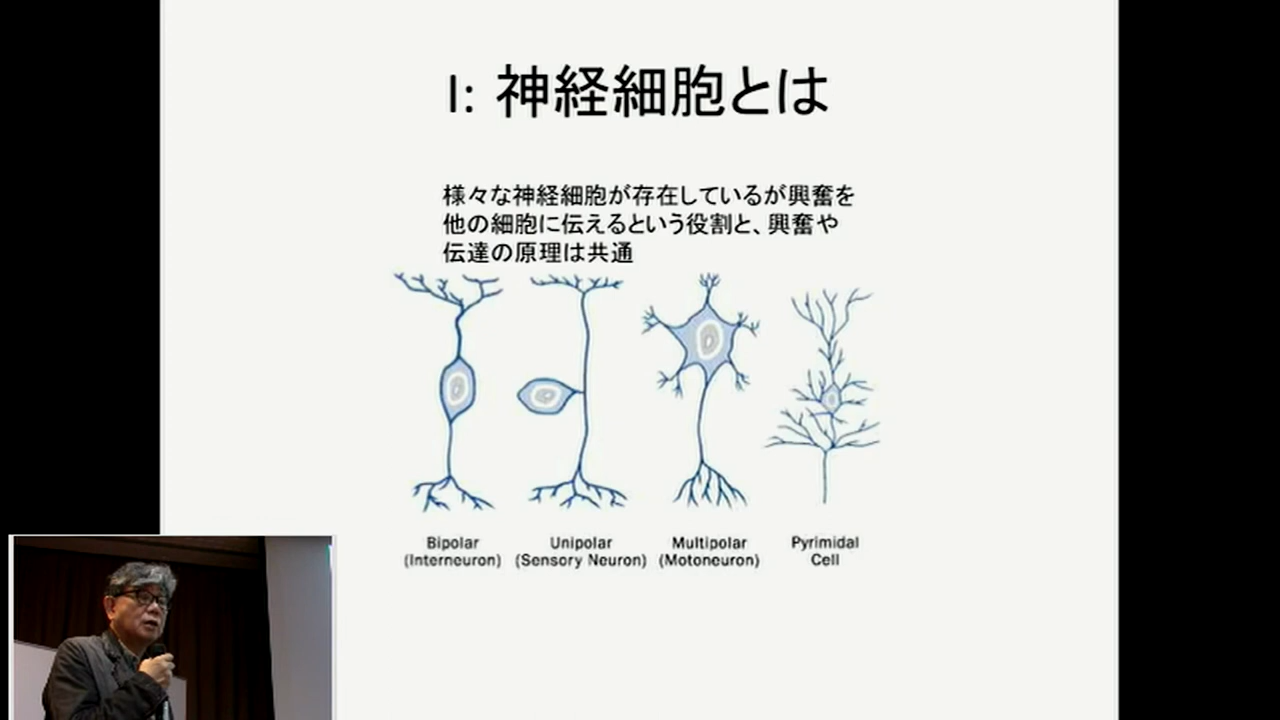 I: 神経細胞とは
様々な神経細胞が存在しているが興奮を
他の細胞に伝えるという役割と、興奮や
伝達の原理は共通
Bipolar
(Interneuron)
Unipolar
(Sensory Neuron)
Multipolar
(Motoneuron)
Pyrimidal
Cell